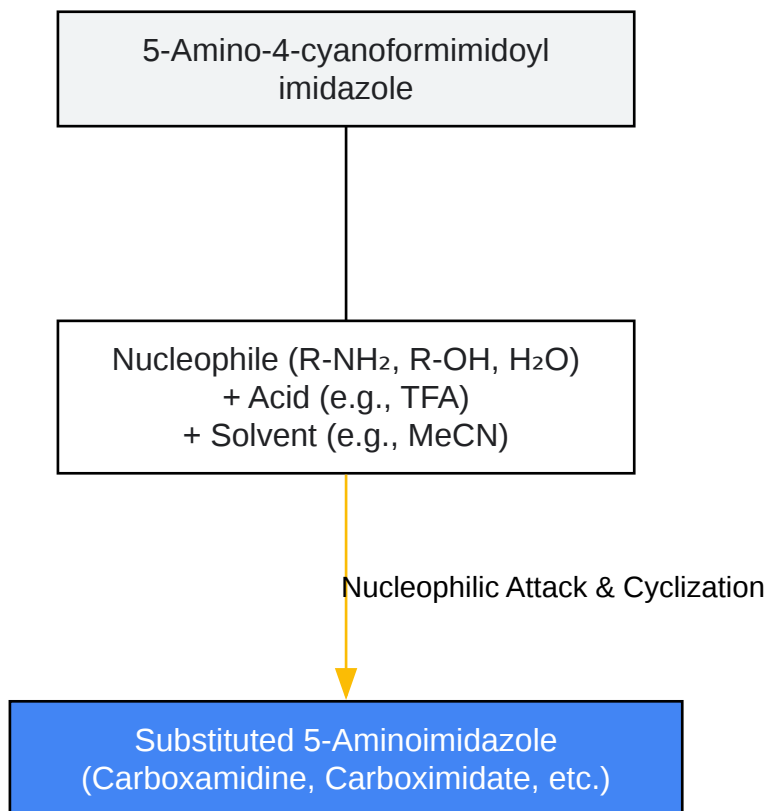 5-Amino-4-cyanoformimidoyl
imidazole
Nucleophile (R-NH₂, R-OH, H₂O)
+ Acid (e.g., TFA)
+ Solvent (e.g., MeCN)
Nucleophilic Attack & Cyclization
Substituted 5-Aminoimidazole
(Carboxamidine, Carboximidate, etc.)